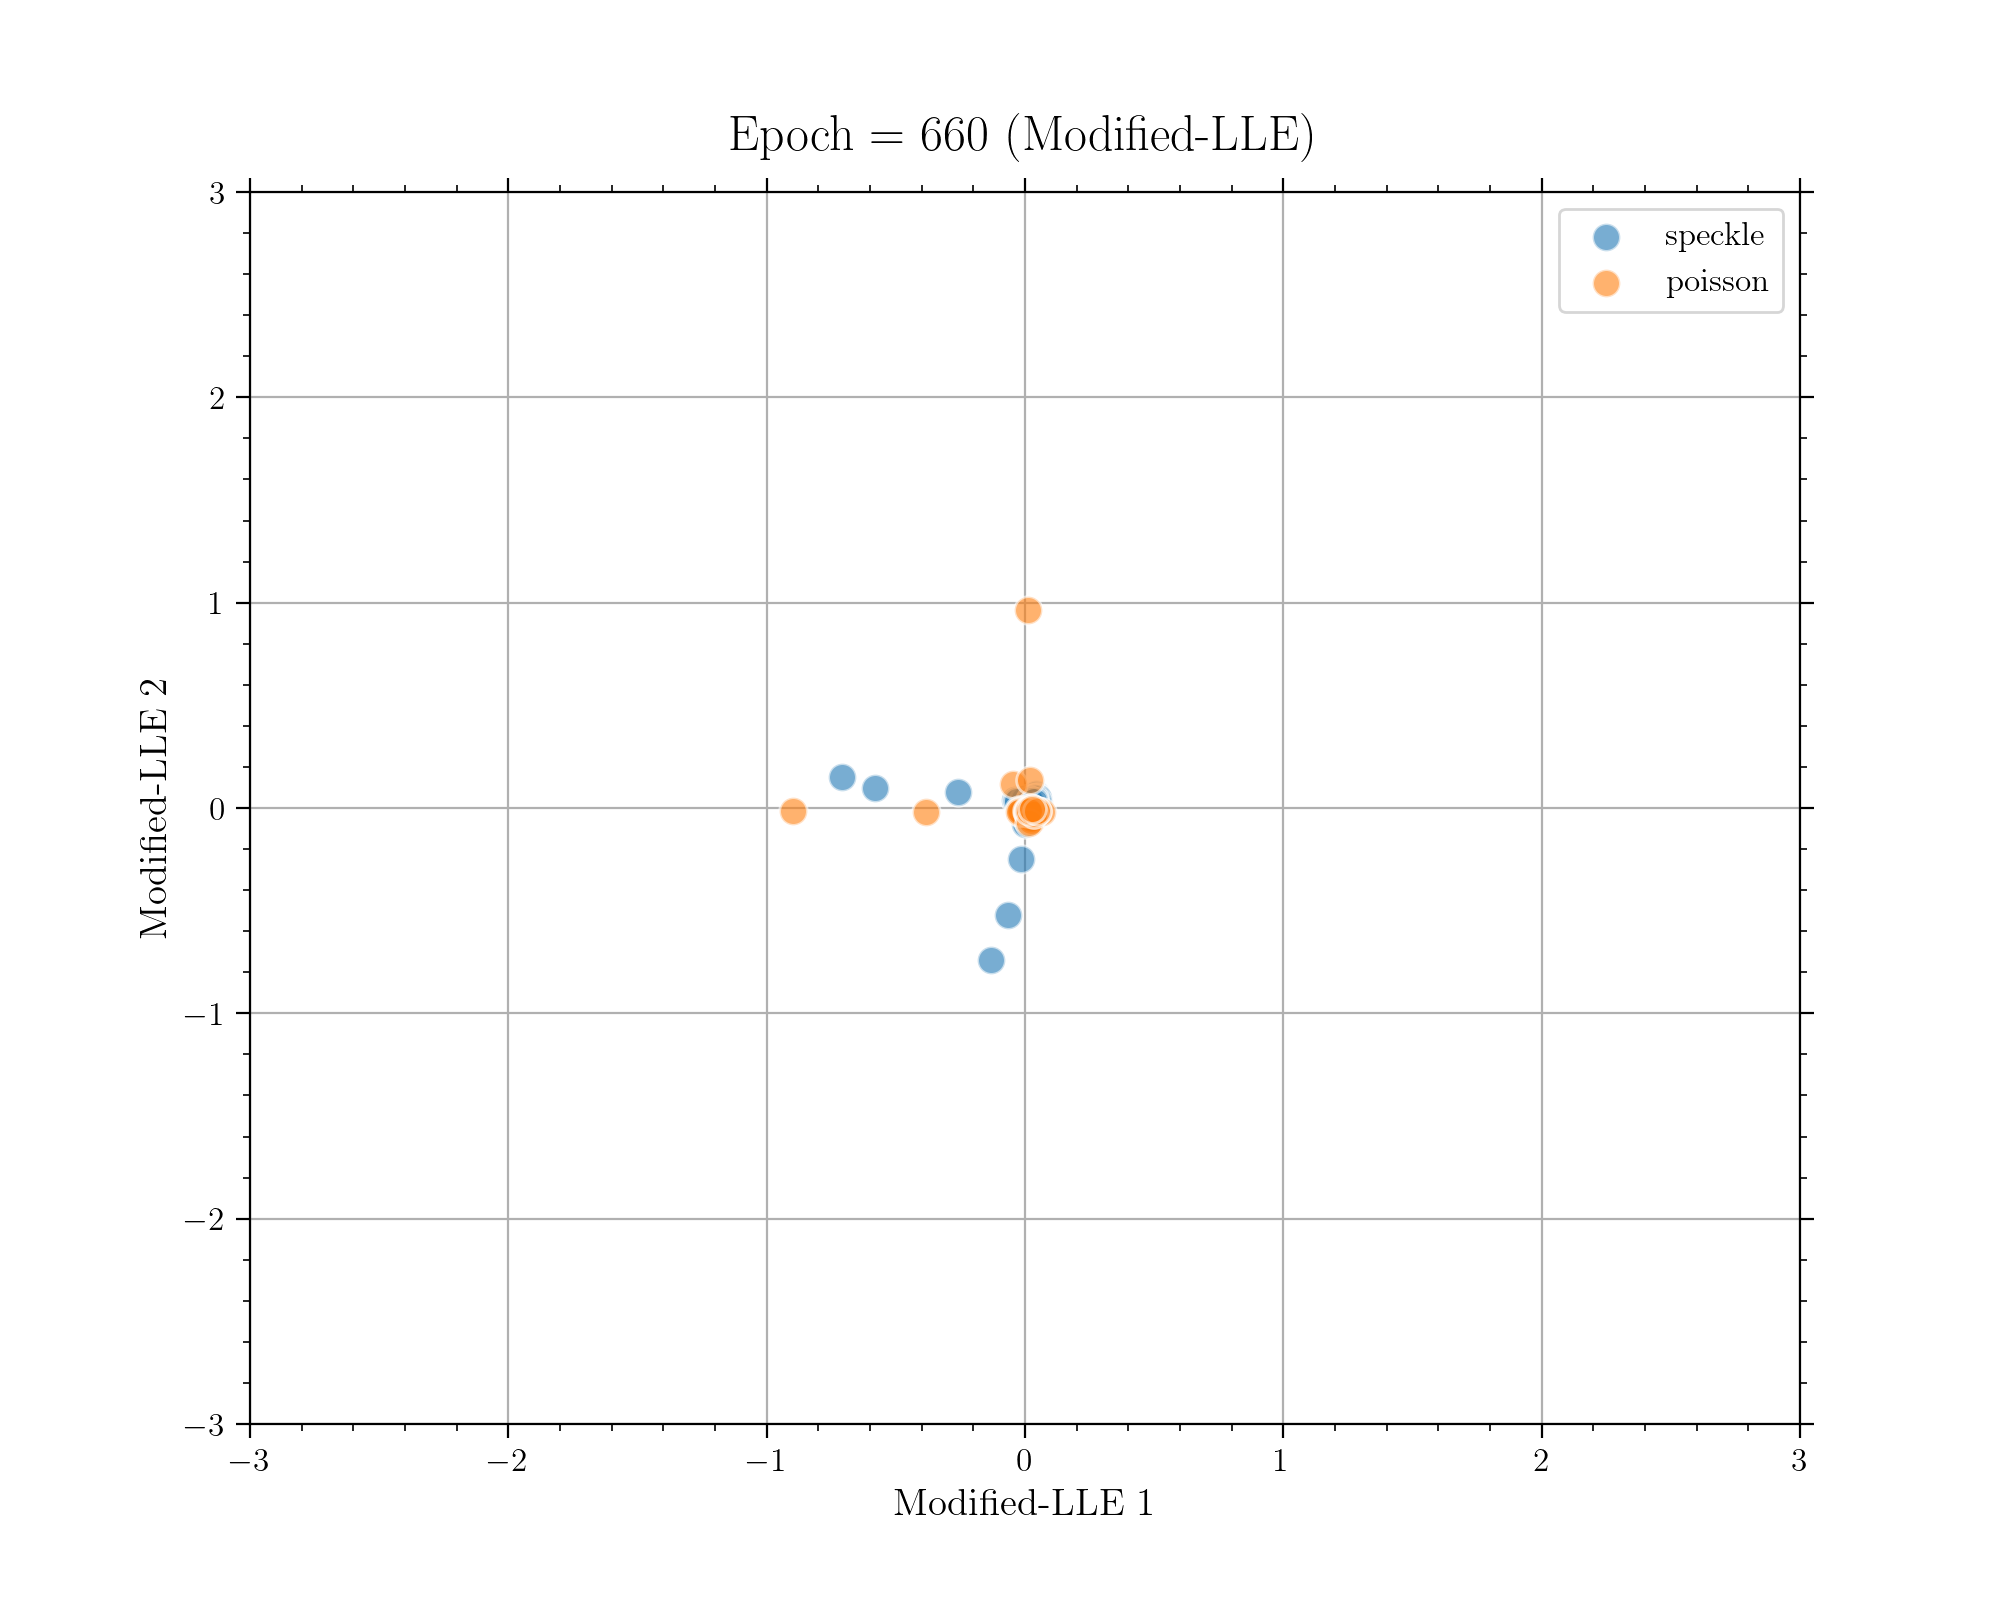 Epoch = 660 (Modified-LLE)
speckle
poisson
3
2
1
0
−1
−2
−3
Modified-LLE 2
−3
−2
−1
0
1
2
3
Modified-LLE 1